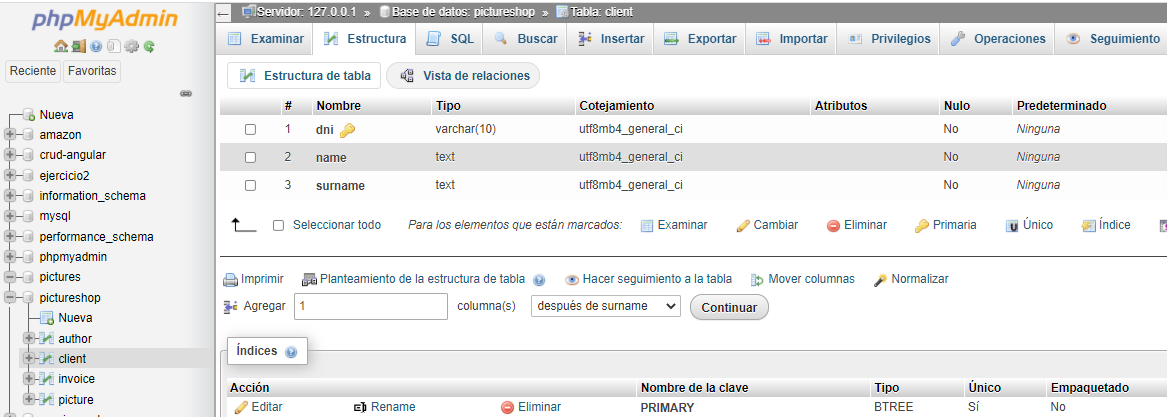 phpMyAdmin
Reciente Favoritas
Nueva
amazon
crud-angular
ejercicio2
information_schema
mysql
performance_schema
phpmyadmin
pictures
pictureshop
Nueva
author
client
invoice
picture
Servidor: 127.0.0.1 » Base de datos: pictureshop » Tabla: client
Examinar Estructura SQL Buscar Insertar Exportar Importar Privilegios Operaciones Seguimiento
Estructura de tabla Vista de relaciones
# Nombre Tipo Cotejamiento Atributos Nulo Predeterminado
1 dni varchar(10) utf8mb4_general_ci No Ninguna
2 name text utf8mb4_general_ci No Ninguna
3 surname text utf8mb4_general_ci No Ninguna
Seleccionar todo Para los elementos que están marcados: Examinar Cambiar Eliminar Primaria Único Índice
Imprimir Planteamiento de la estructura de tabla Hacer seguimiento a la tabla Mover columnas Normalizar
Agregar 1 columna(s) después de surname Continuar
Índices
Acción Nombre de la clave Tipo Único Empaquetado
Editar Rename Eliminar PRIMARY BTREE Sí No